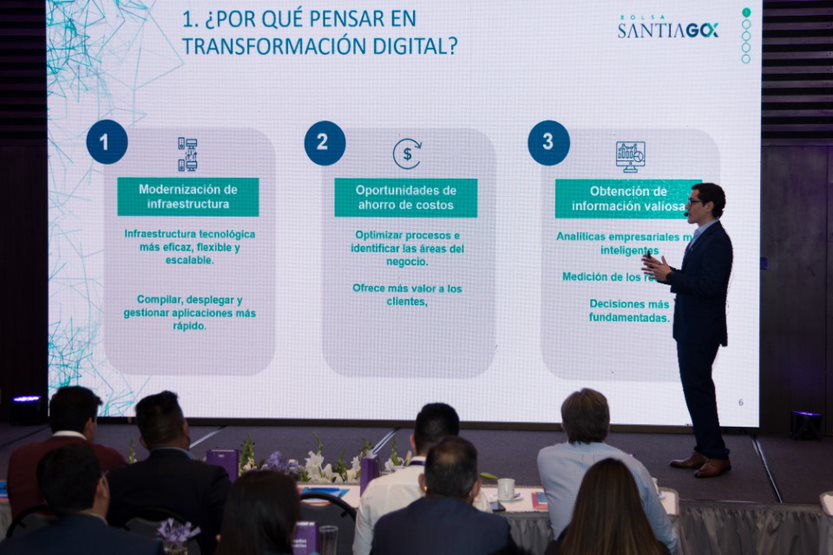 1. ¿POR QUÉ PENSAR EN
TRANSFORMACIÓN DIGITAL?
BOLSA
SANTIAGO
1
Modernización de
infraestructura
Infraestructura tecnológica
más eficaz, flexible y
escalable.
Compilar, desplegar y
gestionar aplicaciones más
rápido.
2
$
Oportunidades de
ahorro de costos
Optimizar procesos e
identificar las áreas del
negocio.
Ofrece más valor a los
clientes,
3
Obtención de
información valiosa
Analíticas empresariales
inteligentes
Medición de los
Decisiones más
fundamentadas.
6